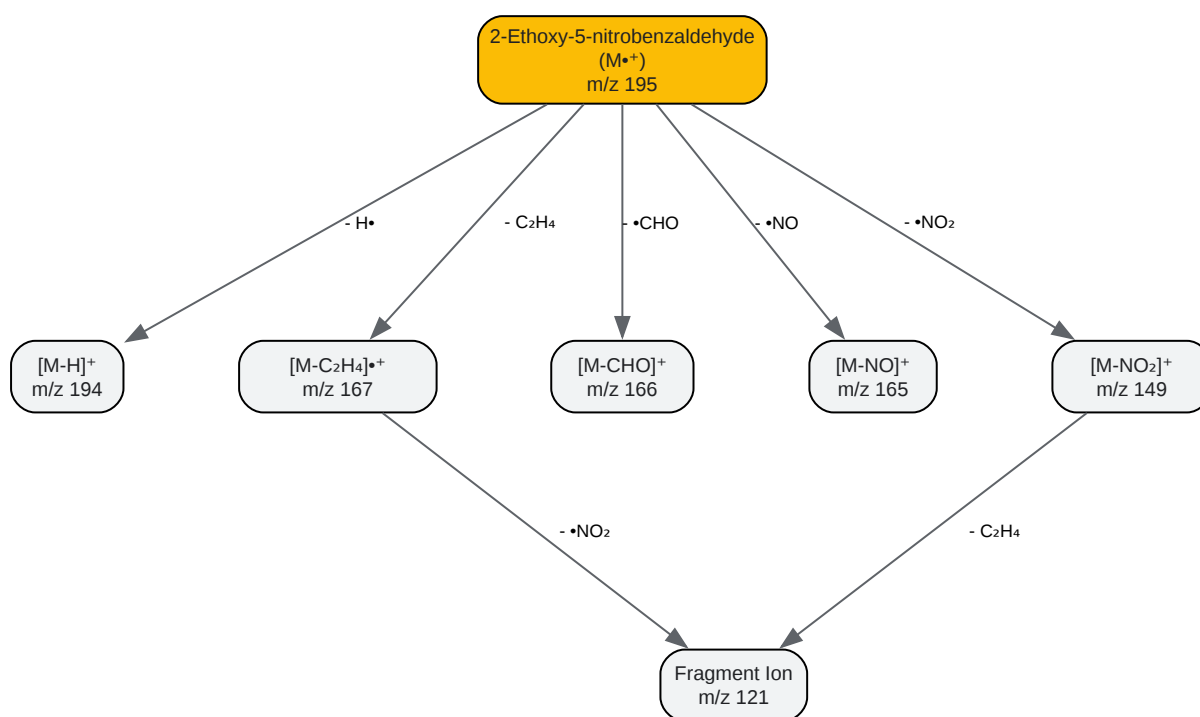 2-Ethoxy-5-nitrobenzaldehyde
(M•⁺)
m/z 195
- H•
- C₂H₄
- •CHO
- •NO
- •NO₂
[M-H]⁺
m/z 194
[M-C₂H₄]•⁺
m/z 167
[M-CHO]⁺
m/z 166
[M-NO]⁺
m/z 165
[M-NO₂]⁺
m/z 149
- •NO₂
- C₂H₄
Fragment Ion
m/z 121